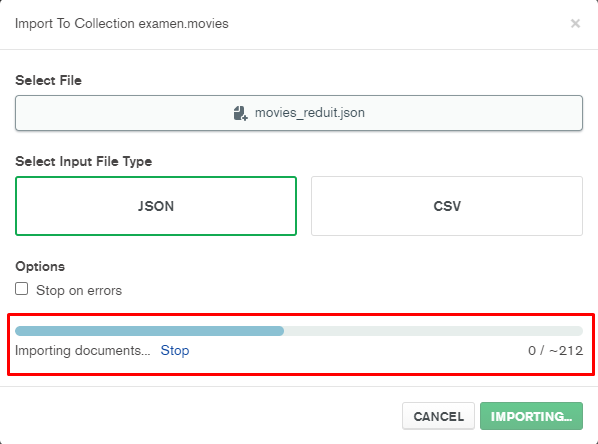 Import To Collection examen.movies
Select File
movies_reduit.json
Select Input File Type
JSON CSV
Options
Stop on errors
Importing documents... Stop 0 / ~212
CANCEL IMPORTING...